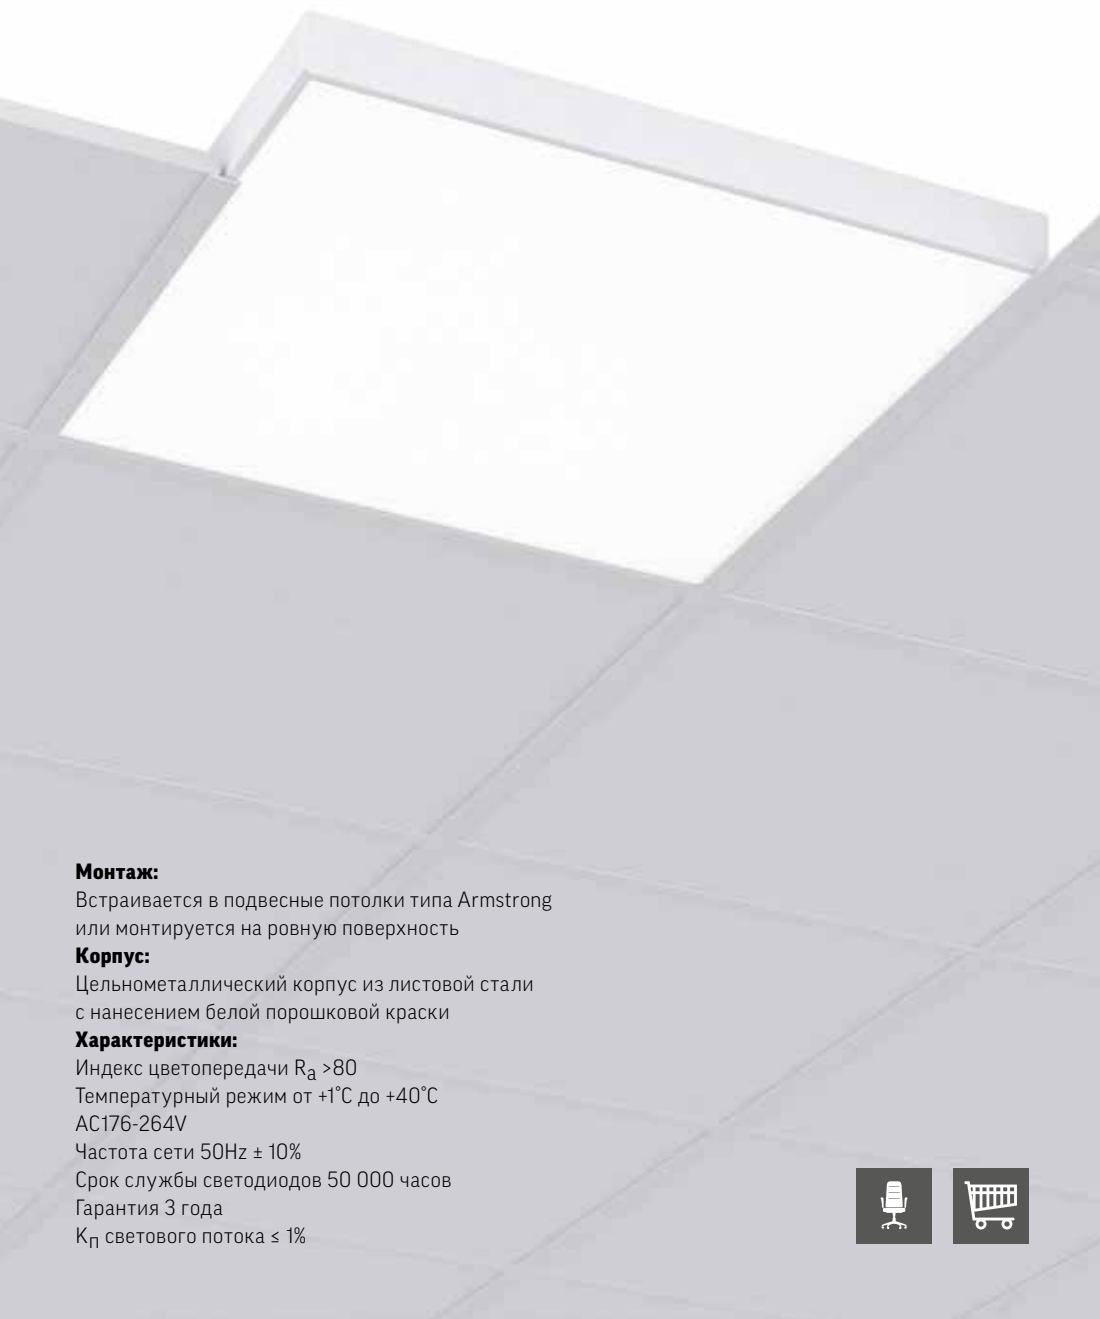 Монтаж:
Встраивается в подвесные потолки типа Armstrong
или монтируется на ровную поверхность
Корпус:
Цельнометаллический корпус из листовой стали
с нанесением белой порошковой краски
Характеристики:
Индекс цветопередачи Ra >80
Температурный режим от +1˚C до +40˚C
AC176-264V
Частота сети 50Hz ± 10%
Срок службы светодиодов 50 000 часов
Гарантия 3 года
Кп светового потока ≤ 1%